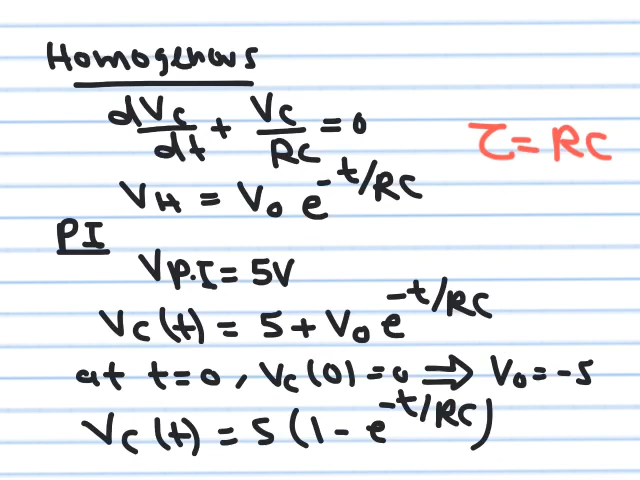 Homogenous
dVc/dt + Vc/RC = 0
τ = RC
VH = V0 e^-t/RC
PI
Vp.I = 5V
Vc(t) = 5 + V0 e^-t/RC
at t=0, Vc(0)=0 ⟹ V0 = -5
Vc(t) = 5 (1 - e^-t/RC)